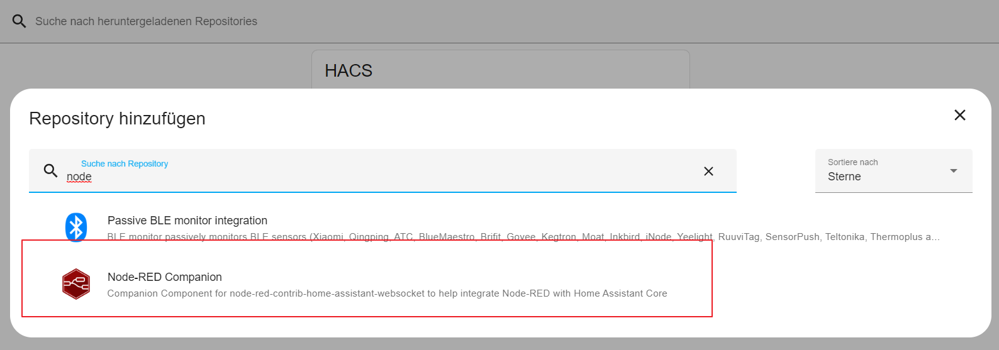 Suche nach heruntergeladenen Repositories
HACS
Repository hinzufügen
Suche nach Repository
node
Sortiere nach
Sterne
Passive BLE monitor integration
BLE monitor passively monitors BLE sensors (Xiaomi, Qingping, ATC, BlueMaestro, Brifit, Govee, Kegtron, Moat, Inkbird, iNode, Yeelight, RuuviTag, SensorPush, Teltonika, Thermoplus a…
Node-RED Companion
Companion Component for node-red-contrib-home-assistant-websocket to help integrate Node-RED with Home Assistant Core